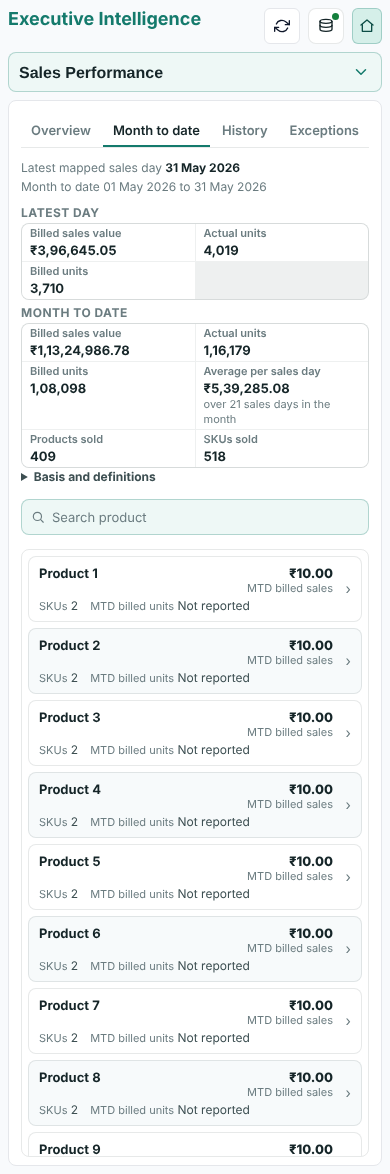 Executive Intelligence
Sales Performance
Overview Month to date History Exceptions
Latest mapped sales day 31 May 2026
Month to date 01 May 2026 to 31 May 2026
LATEST DAY
Billed sales value Actual units
₹3,96,645.05 4,019
Billed units
3,710
MONTH TO DATE
Billed sales value Actual units
₹1,13,24,986.78 1,16,179
Billed units Average per sales day
1,08,098 ₹5,39,285.08
over 21 sales days in the
month
Products sold SKUs sold
409 518
Basis and definitions
Search product
Product 1 ₹10.00
MTD billed sales
SKUs 2 MTD billed units Not reported
Product 2 ₹10.00
MTD billed sales
SKUs 2 MTD billed units Not reported
Product 3 ₹10.00
MTD billed sales
SKUs 2 MTD billed units Not reported
Product 4 ₹10.00
MTD billed sales
SKUs 2 MTD billed units Not reported
Product 5 ₹10.00
MTD billed sales
SKUs 2 MTD billed units Not reported
Product 6 ₹10.00
MTD billed sales
SKUs 2 MTD billed units Not reported
Product 7 ₹10.00
MTD billed sales
SKUs 2 MTD billed units Not reported
Product 8 ₹10.00
MTD billed sales
SKUs 2 MTD billed units Not reported
Product 9 ₹10.00